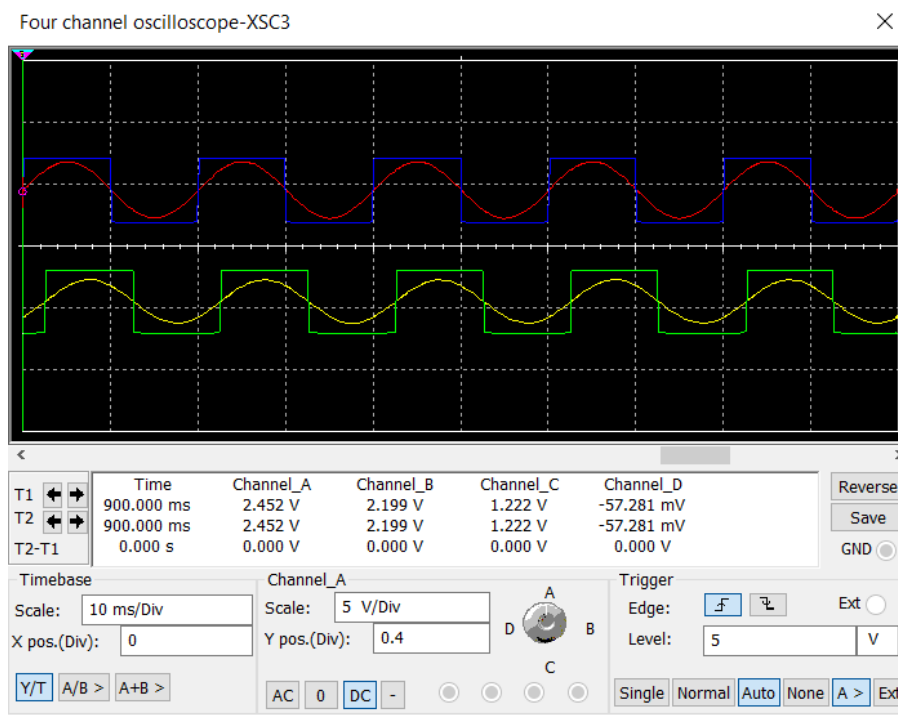 Four channel oscilloscope-XSC3
Time Channel_A Channel_B Channel_C Channel_D
T1 900.000 ms 2.452 V 2.199 V 1.222 V -57.281 mV
T2 900.000 ms 2.452 V 2.199 V 1.222 V -57.281 mV
T2-T1 0.000 s 0.000 V 0.000 V 0.000 V 0.000 V
Reverse
Save
GND
Timebase
Scale: 10 ms/Div
X pos.(Div): 0
Y/T A/B > A+B >
Channel_A
Scale: 5 V/Div
Y pos.(Div): 0.4
AC 0 DC -
A
D B
C
Trigger
Edge: Ext
Level: 5 V
Single Normal Auto None A > Ext